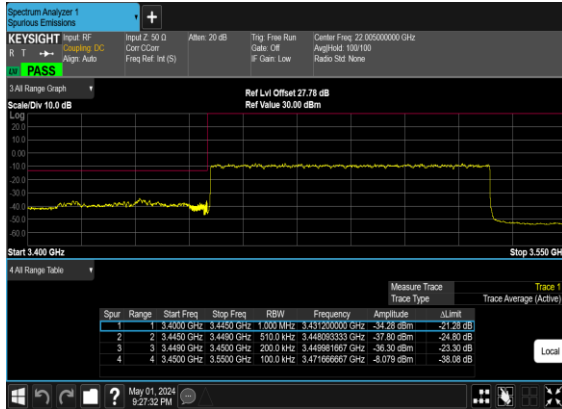 Spectrum Analyzer 1
Spurious Emissions
+
KEYSIGHT Input: RF Input Z: 50 Ω Atten: 20 dB Trig: Free Run Center Freq: 22.005000000 GHz
R T Coupling: DC Corr CCorr Gate: Off Avg|Hold: 100/100
Align: Auto Freq Ref: Int (S) IF Gain: Low Radio Std: None
PASS
3 All Range Graph
Ref Lvl Offset 27.78 dB
Scale/Div 10.0 dB Ref Value 30.00 dBm
Log
20.0
10.0
0.00
-10.0
-20.0
-30.0
-40.0
-50.0
-60.0
Start 3.400 GHz Stop 3.550 GH
4 All Range Table
Measure Trace Trace 1
Trace Type Trace Average (Active)
Spur Range Start Freq Stop Freq RBW Frequency Amplitude ΔLimit
1 1 3.4000 GHz 3.4450 GHz 1.000 MHz 3.431200000 GHz -34.28 dBm -21.28 dB
2 2 3.4450 GHz 3.4490 GHz 510.0 kHz 3.448093333 GHz -37.80 dBm -24.80 dB
3 3 3.4490 GHz 3.4500 GHz 200.0 kHz 3.449981667 GHz -36.30 dBm -23.30 dB
4 4 3.4500 GHz 3.5500 GHz 100.0 kHz 3.471666667 GHz -8.079 dBm -38.08 dB
Local
? May 01, 2024
9:27:32 PM